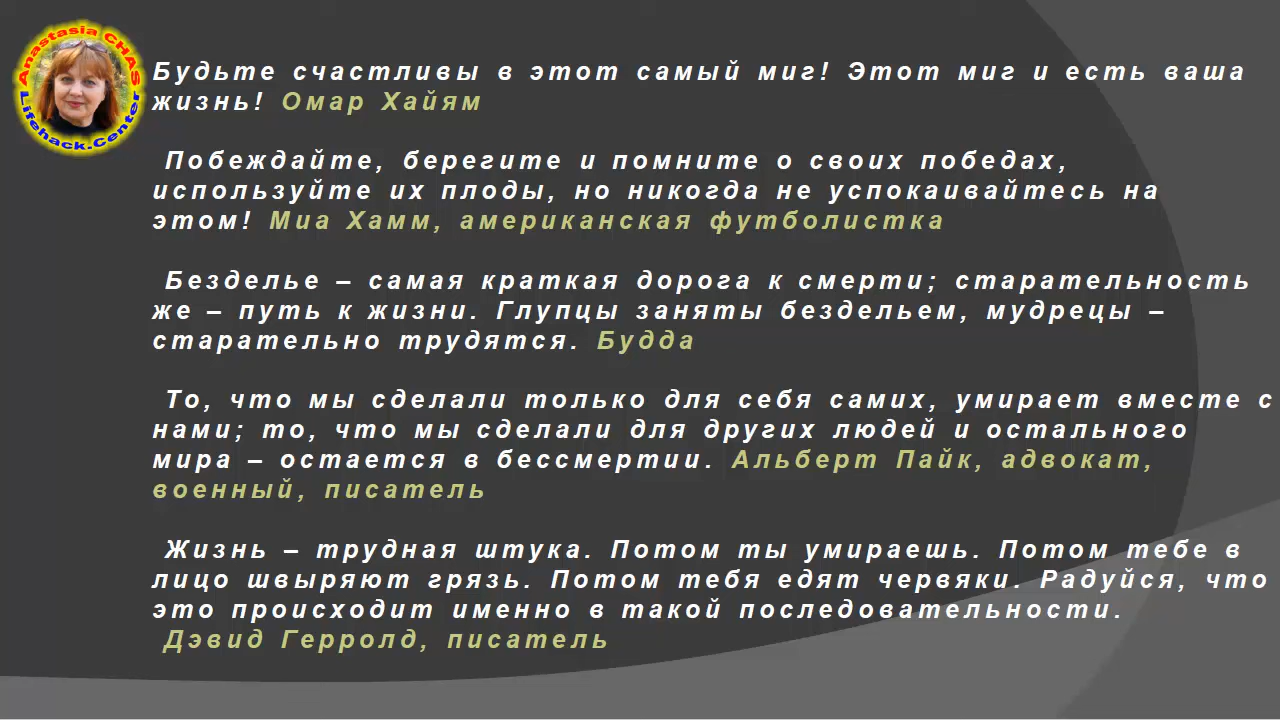 Anastasia CHAS
Lifehack.Center
Будьте счастливы в этот самый миг! Этот миг и есть ваша
жизнь! Омар Хайям
Побеждайте, берегите и помните о своих победах,
используйте их плоды, но никогда не успокаивайтесь на
этом! Миа Хамм, американская футболистка
Безделье – самая краткая дорога к смерти; старательность
же – путь к жизни. Глупцы заняты бездельем, мудрецы –
старательно трудятся. Будда
То, что мы сделали только для себя самих, умирает вместе с
нами; то, что мы сделали для других людей и остального
мира – остается в бессмертии. Альберт Пайк, адвокат,
военный, писатель
Жизнь – трудная штука. Потом ты умираешь. Потом тебе в
лицо швыряют грязь. Потом тебя едят червяки. Радуйся, что
это происходит именно в такой последовательности.
Дэвид Герролд, писатель